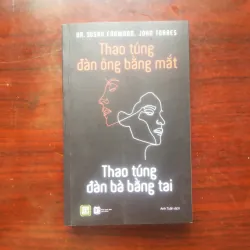 DR. SUSAN FORWARD, JOAN TORRES
Thao túng
đàn ông bằng mắt
Thao túng
đàn bà bằng tai